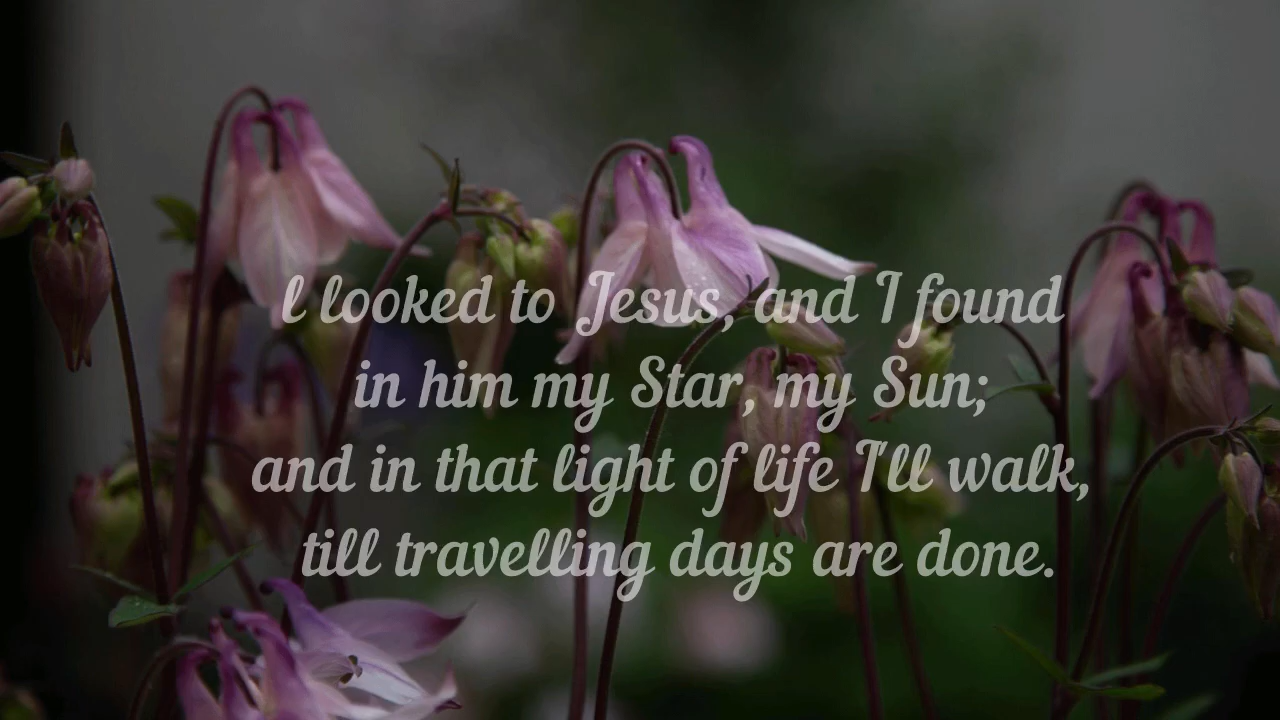 l looked to Jesus, and I found
in him my Star, my Sun;
and in that light of life I'll walk,
till travelling days are done.